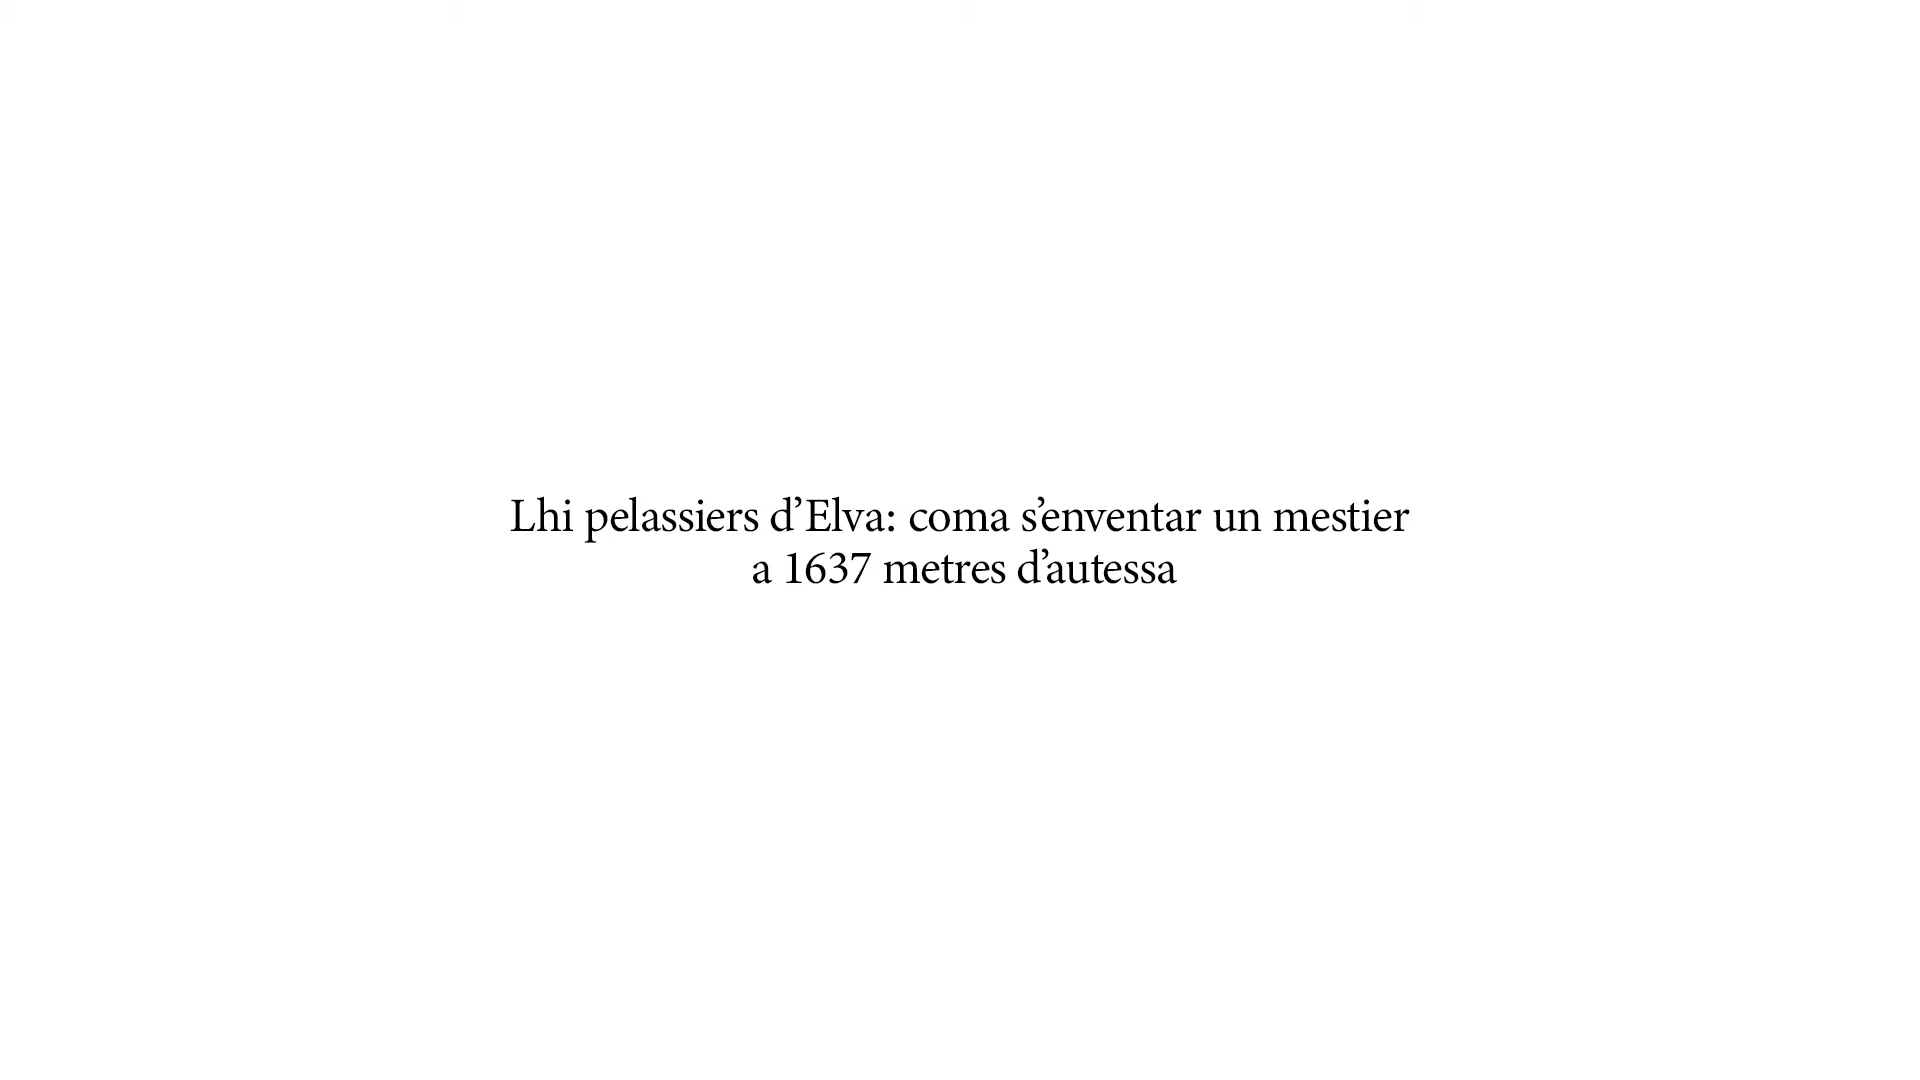 Lhi pelassiers d’Elva: coma s’enventar un mestier
a 1637 metres d’autessa